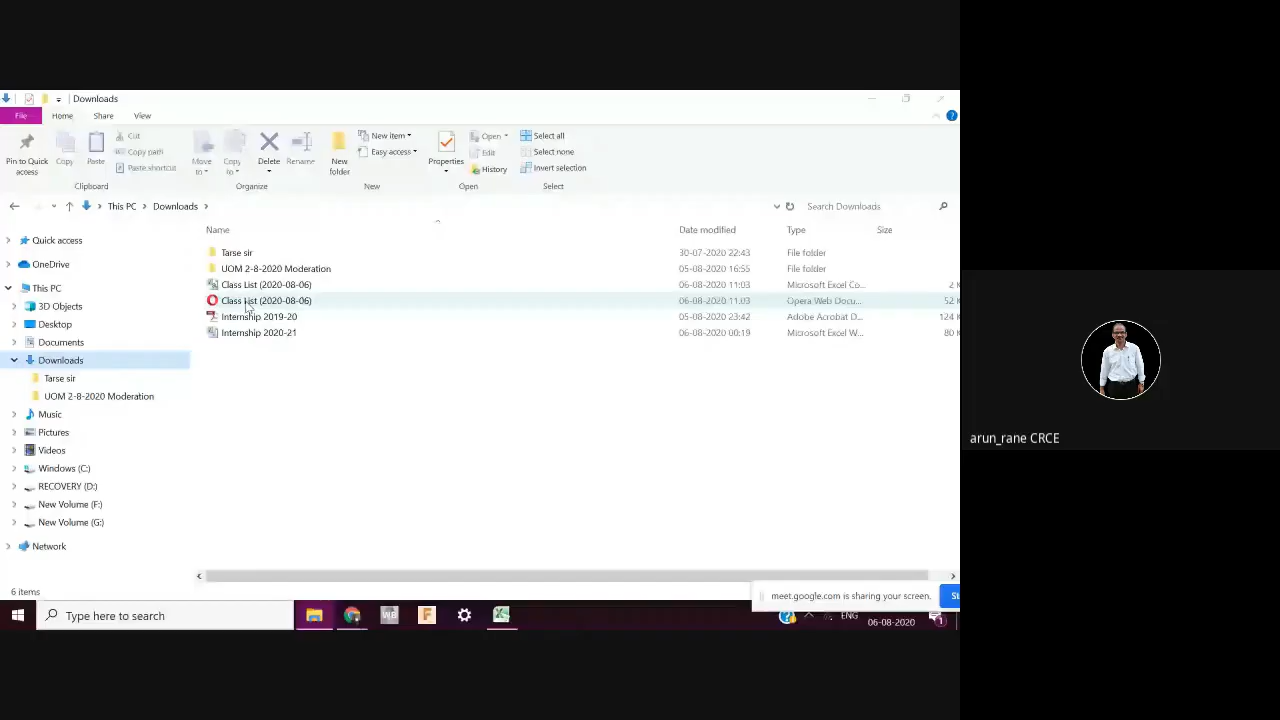 Downloads
File Home Share View
Pin to Quick access
Copy
Paste
Cut
Copy path
Paste shortcut
Clipboard
Move to
Copy to
Delete
Rename
Organize
New folder
New item
Easy access
New
Properties
Open
Edit
History
Open
Select all
Select none
Invert selection
Select
This PC Downloads
Search Downloads
Name Date modified Type Size
Tarse sir 30-07-2020 22:43 File folder
UOM 2-8-2020 Moderation 05-08-2020 16:55 File folder
Class List (2020-08-06) 06-08-2020 11:03 Microsoft Excel Co... 2 K
Class List (2020-08-06) 06-08-2020 11:03 Opera Web Docu... 52 K
Internship 2019-20 05-08-2020 23:42 Adobe Acrobat D... 124 K
Internship 2020-21 06-08-2020 00:19 Microsoft Excel W... 80 K
Quick access
OneDrive
This PC
3D Objects
Desktop
Documents
Downloads
Tarse sir
UOM 2-8-2020 Moderation
Music
Pictures
Videos
Windows (C:)
RECOVERY (D:)
New Volume (F:)
New Volume (G:)
Network
6 items
meet.google.com is sharing your screen. St
Type here to search
WB
F
ENG
06-08-2020
1
arun_rane CRCE